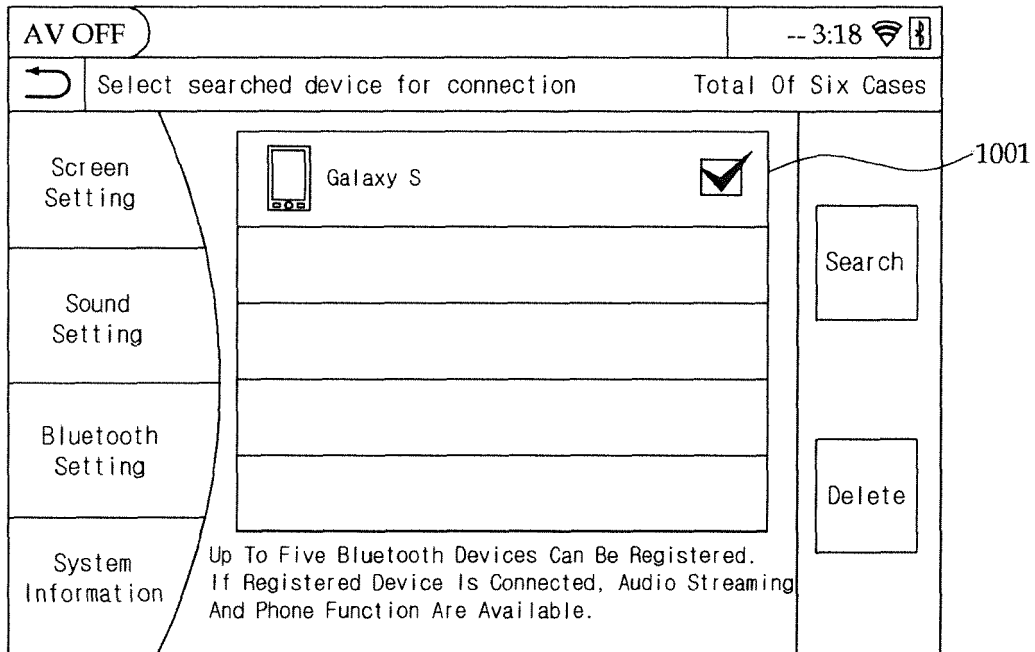 AV OFF
-- 3:18
Select searched device for connection
Total Of Six Cases
Screen
Setting
Sound
Setting
Bluetooth
Setting
System
Information
Galaxy S
1001
Search
Delete
Up To Five Bluetooth Devices Can Be Registered.
If Registered Device Is Connected, Audio Streaming
And Phone Function Are Available.